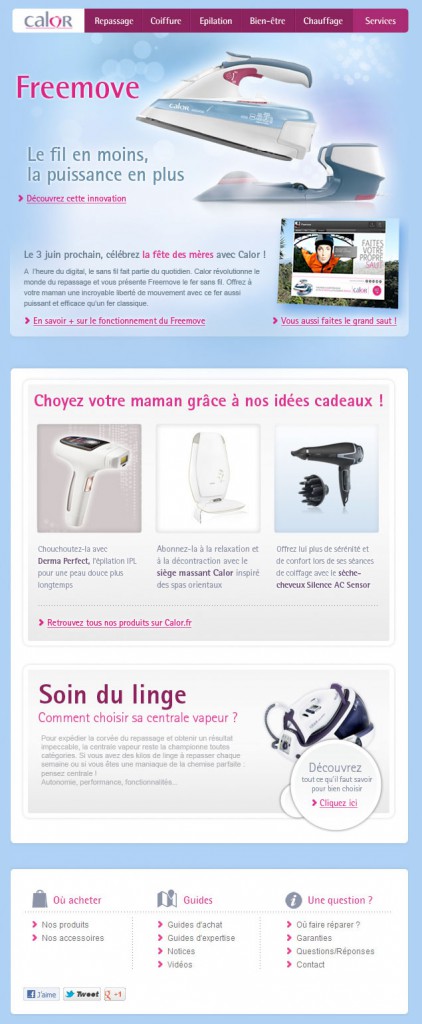 calor Repassage Coiffure Epilation Bien-être Chauffage Services
Freemove
Le fil en moins,
la puissance en plus
Découvrez cette innovation
Le 3 juin prochain, célébrez la fête des mères avec Calor !
A l'heure du digital, le sans fil fait partie du quotidien. Calor révolutionne le
monde du repassage et vous présente Freemove le fer sans fil. Offrez à
votre maman une incroyable liberté de mouvement avec ce fer aussi
puissant et efficace qu'un fer classique.
FAITES
VOTRE
PROPRE
SAUT
En savoir + sur le fonctionnement du Freemove
Vous aussi faites le grand saut !
Choyez votre maman grâce à nos idées cadeaux !
Chouchoutez-la avec
Derma Perfect, l'épilation IPL
pour une peau douce plus
longtemps
Abonnez-la à la relaxation et
à la décontraction avec le
siège massant Calor inspiré
des spas orientaux
Offrez lui plus de sérénité et
de confort lors de ses séances
de coiffage avec le sèche-
cheveux Silence AC Sensor
Retrouvez tous nos produits sur Calor.fr
Soin du linge
Comment choisir sa centrale vapeur ?
Pour expédier la corvée du repassage et obtenir un résultat
impeccable, la centrale vapeur reste la championne toutes
catégories. Si vous avez des kilos de linge à repasser chaque
semaine ou si vous êtes une maniaque de la chemise parfaite :
pensez centrale !
Autonomie, performance, fonctionnalités...
Découvrez
tout ce qu'il faut savoir
pour bien choisir
Cliquez ici
Où acheter
Nos produits
Nos accessoires
Guides
Guides d'achat
Guides d'expertise
Notices
Vidéos
Une question ?
Où faire réparer ?
Garanties
Questions/Réponses
Contact
J'aime Tweet +1